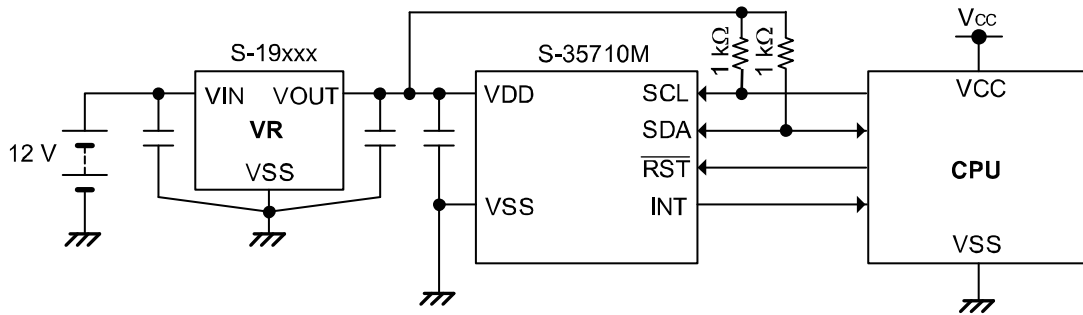 S-19xxx
VIN VOUT
VR
VSS
12 V
S-35710M
VDD
VSS
SCL
SDA
RST
INT
1 kΩ
1 kΩ
VCC
VCC
CPU
VSS